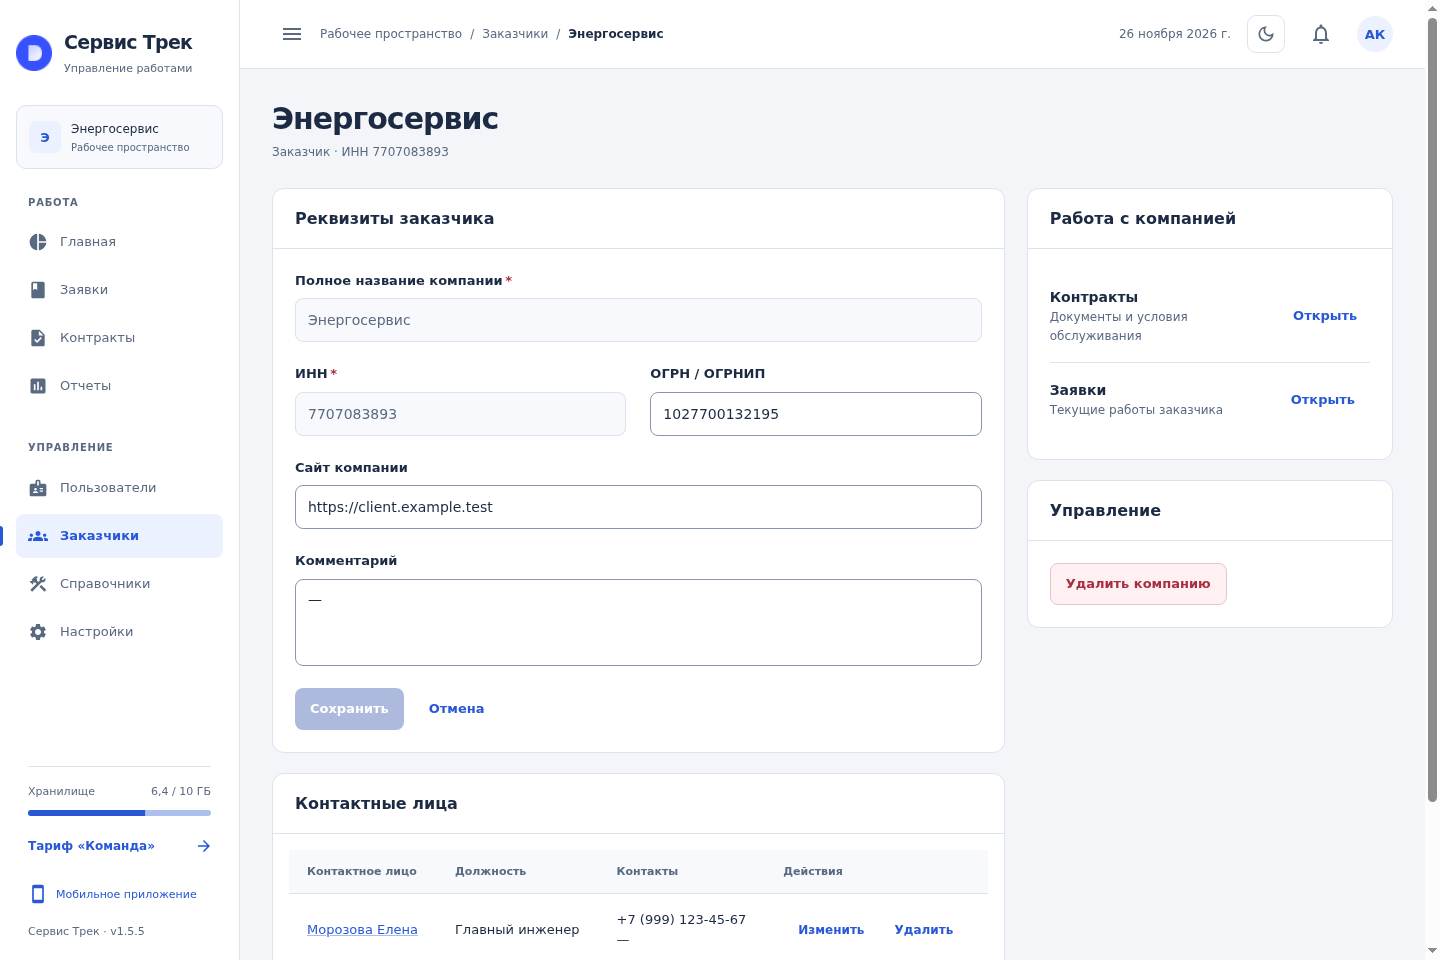 Сервис Трек
Управление работами
Э
Энергосервис
Рабочее пространство
РАБОТА
Главная
Заявки
Контракты
Отчеты
УПРАВЛЕНИЕ
Пользователи
Заказчики
Справочники
Настройки
Хранилище 6,4 / 10 ГБ
Тариф «Команда»
Мобильное приложение
Сервис Трек · v1.5.5
Рабочее пространство / Заказчики / Энергосервис
26 ноября 2026 г.
АК
Энергосервис
Заказчик · ИНН 7707083893
Реквизиты заказчика
Полное название компании *
Энергосервис
ИНН * ОГРН / ОГРНИП
7707083893 1027700132195
Сайт компании
https://client.example.test
Комментарий
—
Сохранить Отмена
Контактные лица
Контактное лицо Должность Контакты Действия
Морозова Елена Главный инженер +7 (999) 123-45-67 Изменить Удалить
—
Работа с компанией
Контракты
Документы и условия
обслуживания
Открыть
Заявки
Текущие работы заказчика
Открыть
Управление
Удалить компанию